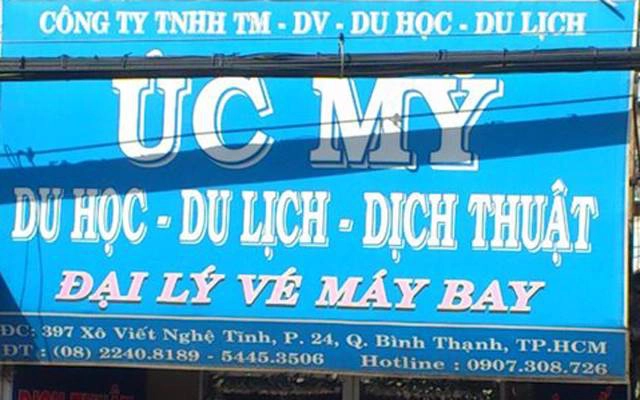 CÔNG TY TNHH TM - DV - DU HỌC - DU LỊCH
ÚC MỸ
DU HỌC - DU LỊCH - DỊCH THUẬT
ĐẠI LÝ VÉ MÁY BAY
ĐC: 397 Xô Viết Nghệ Tĩnh, P. 24, Q. Bình Thạnh, TP.HCM
ĐT : (08) 2240.8189 - 5445.3506 Hotline : 0907.308.726
DỊCH THUẬT